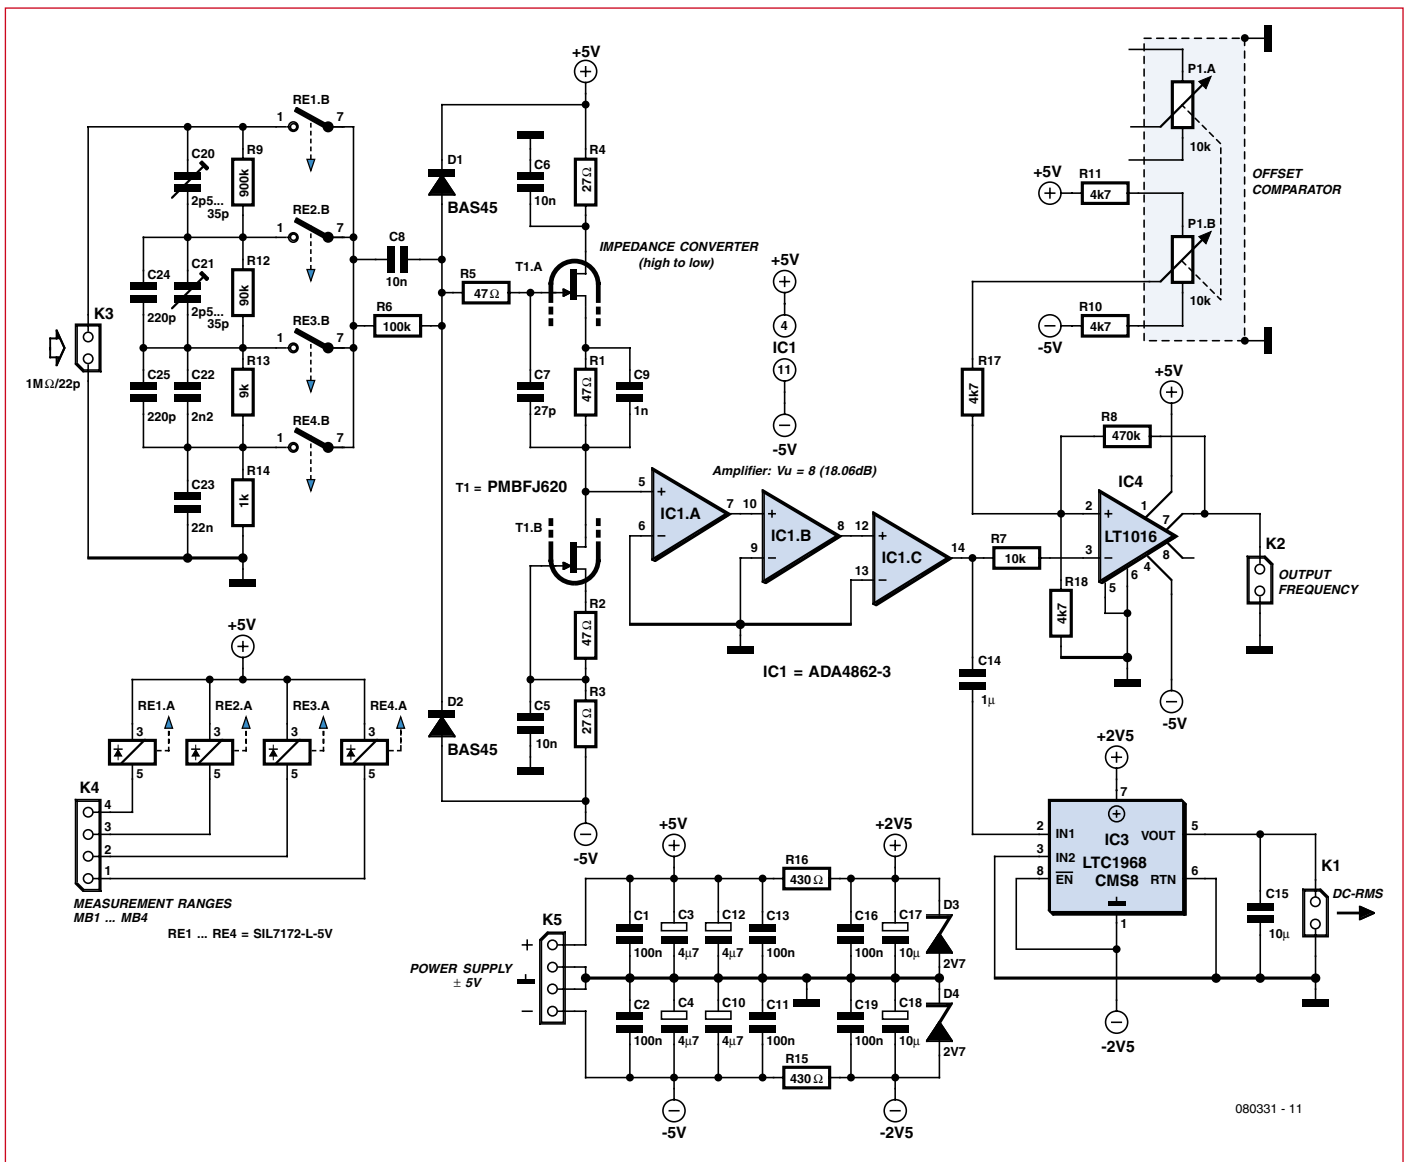 +5V
RE1.B
1
7
C20
2p5...
35p
R9
900k
RE2.B
1
7
C24
220p
C21
2p5...
35p
R12
90k
RE3.B
1
7
C25
220p
C22
2n2
R13
9k
RE4.B
1
7
C23
22n
R14
1k
K3
1MΩ/22p
C8
10n
R6
100k
D1
BAS45
R5
47Ω
C6
10n
R4
27Ω
IMPEDANCE CONVERTER
(high to low)
T1.A
C7
27p
R1
47Ω
C9
1n
T1 = PMBFJ620
T1.B
R2
47Ω
R3
27Ω
C5
10n
D2
BAS45
-5V
+5V
4
IC1
11
-5V
Amplifier: Vu = 8 (18.06dB)
5
+
6
−
IC1.A
7
10
+
9
−
IC1.B
8
12
+
13
−
IC1.C
14
IC1 = ADA4862-3
P1.A
10k
+5V
R11
4k7
P1.B
10k
R10
4k7
-5V
OFFSET
COMPARATOR
R17
4k7
+5V
R8
470k
IC4
LT1016
2
+
3
−
1
7
8
4
6
5
R7
10k
R18
4k7
-5V
K2
OUTPUT
FREQUENCY
C14
1µ
+2V5
7
2
IN1
3
IN2
8
EN
IC3
LTC1968
CMS8
VOUT
5
RTN
6
1
-2V5
C15
10µ
K1
DC-RMS
+5V
RE1.A
3
5
RE2.A
3
5
RE3.A
3
5
RE4.A
3
5
K4
4
3
2
1
MEASUREMENT RANGES
MB1 ... MB4
RE1 ... RE4 = SIL7172-L-5V
+5V
+2V5
R16
430Ω
K5
+
−
POWER SUPPLY
± 5V
C1
100n
C3
4µ7
C12
4µ7
C13
100n
C16
100n
C17
10µ
D3
2V7
C2
100n
C4
4µ7
C10
4µ7
C11
100n
C19
100n
C18
10µ
D4
2V7
R15
430Ω
-5V
-2V5
080331 - 11